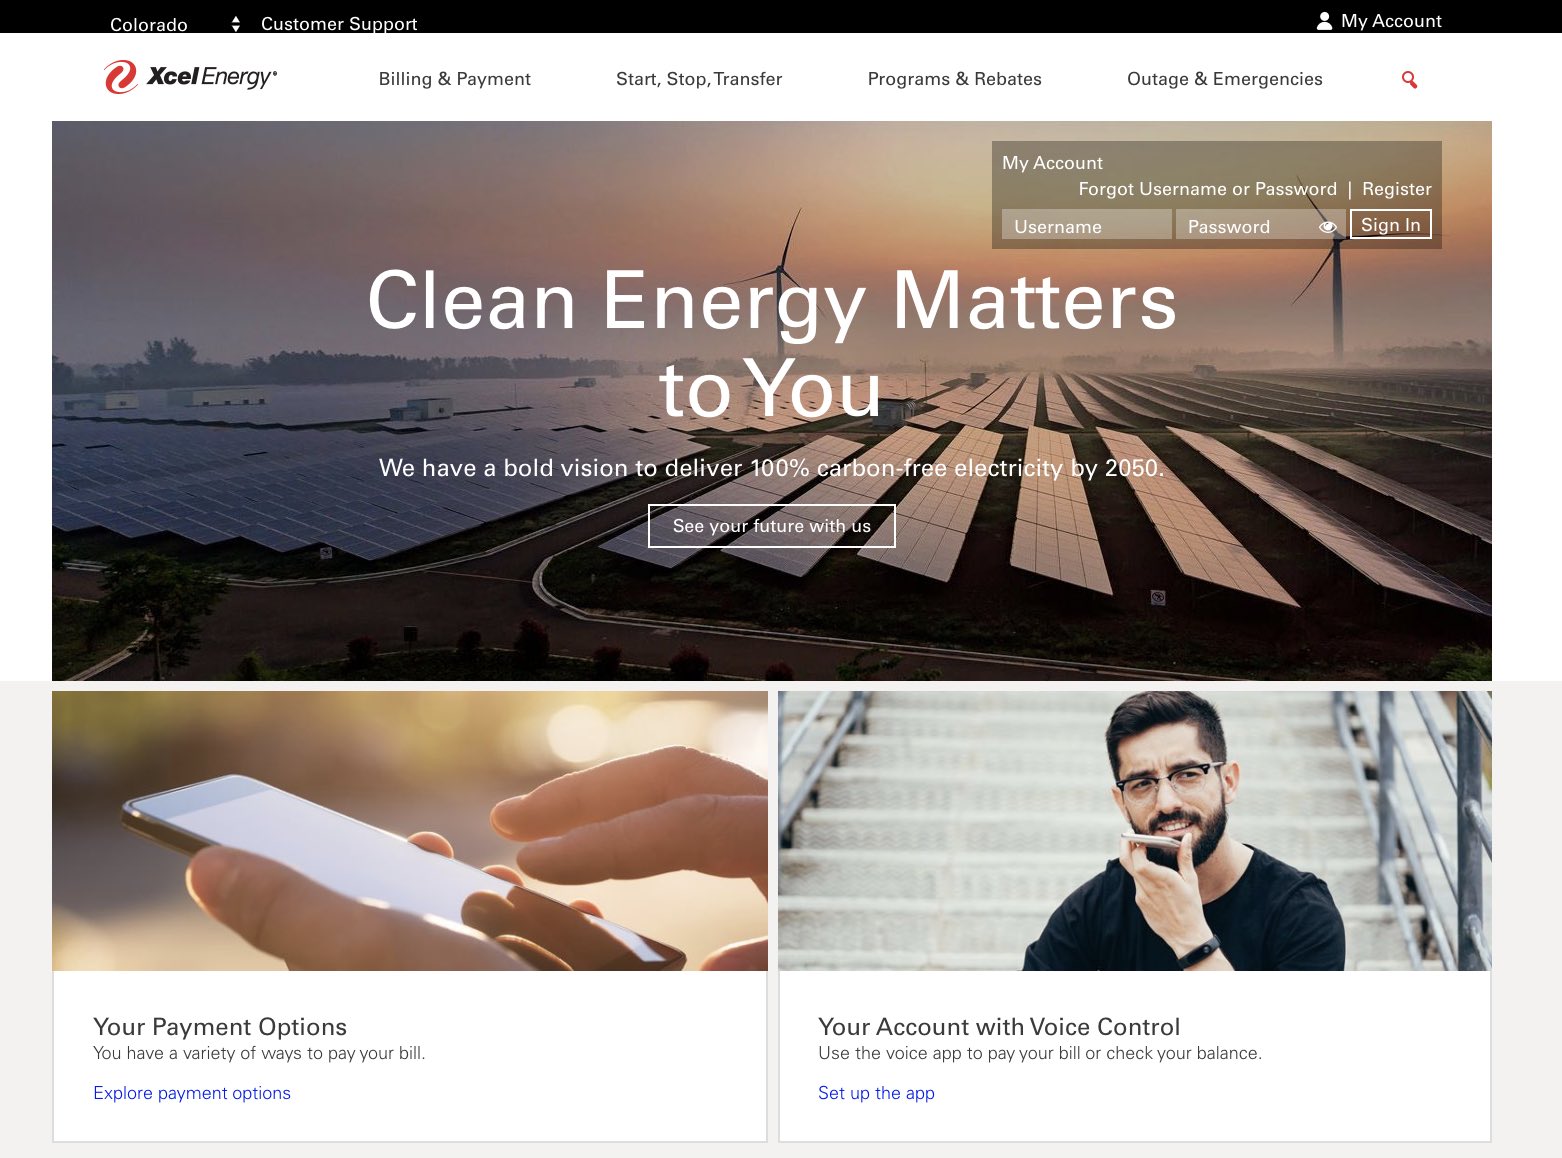 Colorado
Customer Support
My Account
Xcel Energy®
Billing & Payment
Start, Stop, Transfer
Programs & Rebates
Outage & Emergencies
My Account
Forgot Username or Password | Register
Username
Password
Sign In
Clean Energy Matters
to You
We have a bold vision to deliver 100% carbon-free electricity by 2050.
See your future with us
Your Payment Options
You have a variety of ways to pay your bill.
Explore payment options
Your Account with Voice Control
Use the voice app to pay your bill or check your balance.
Set up the app